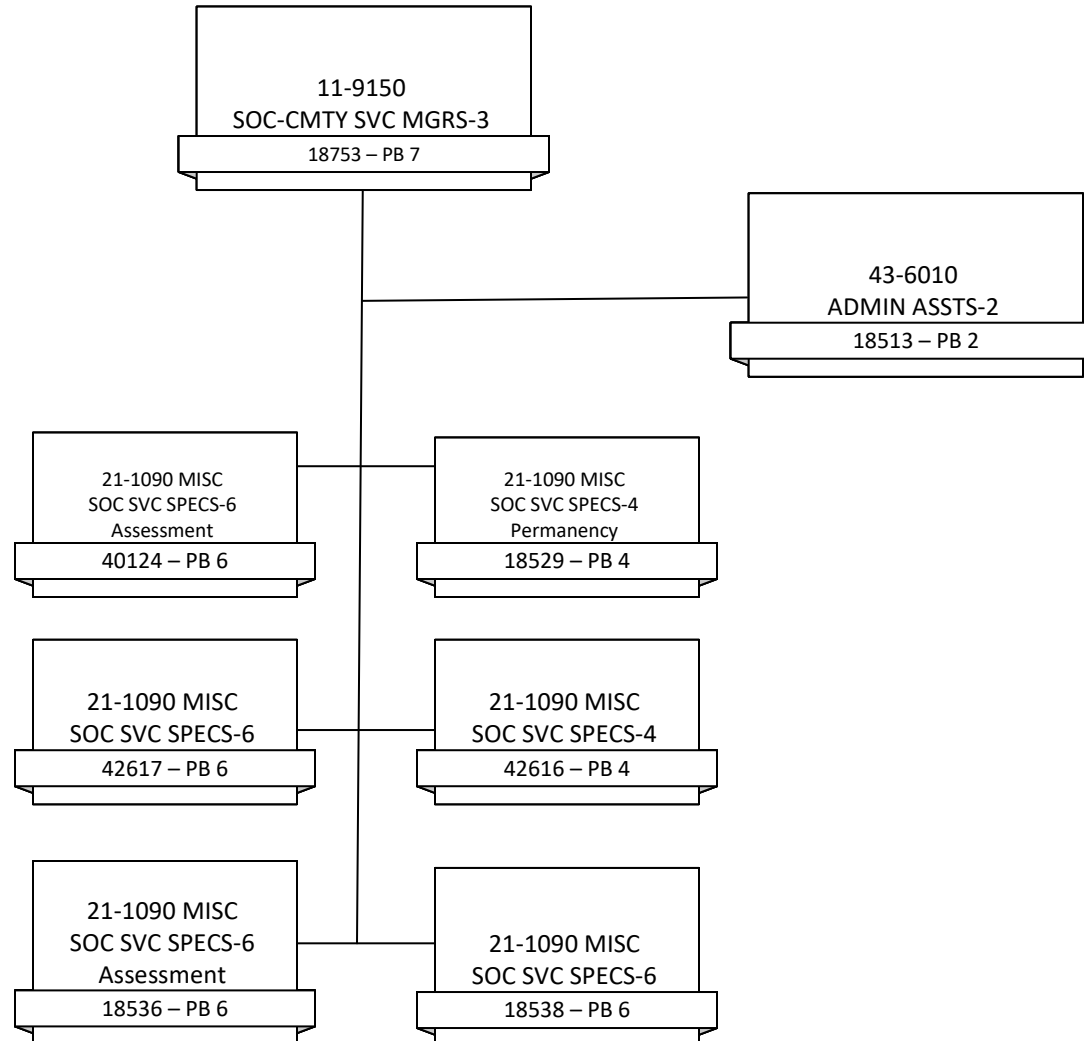 11-9150
SOC-CMTY SVC MGRS-3
18753 – PB 7
43-6010
ADMIN ASSTS-2
18513 – PB 2
21-1090 MISC
SOC SVC SPECS-6
Assessment
40124 – PB 6
21-1090 MISC
SOC SVC SPECS-4
Permanency
18529 – PB 4
21-1090 MISC
SOC SVC SPECS-6
42617 – PB 6
21-1090 MISC
SOC SVC SPECS-4
42616 – PB 4
21-1090 MISC
SOC SVC SPECS-6
Assessment
18536 – PB 6
21-1090 MISC
SOC SVC SPECS-6
18538 – PB 6